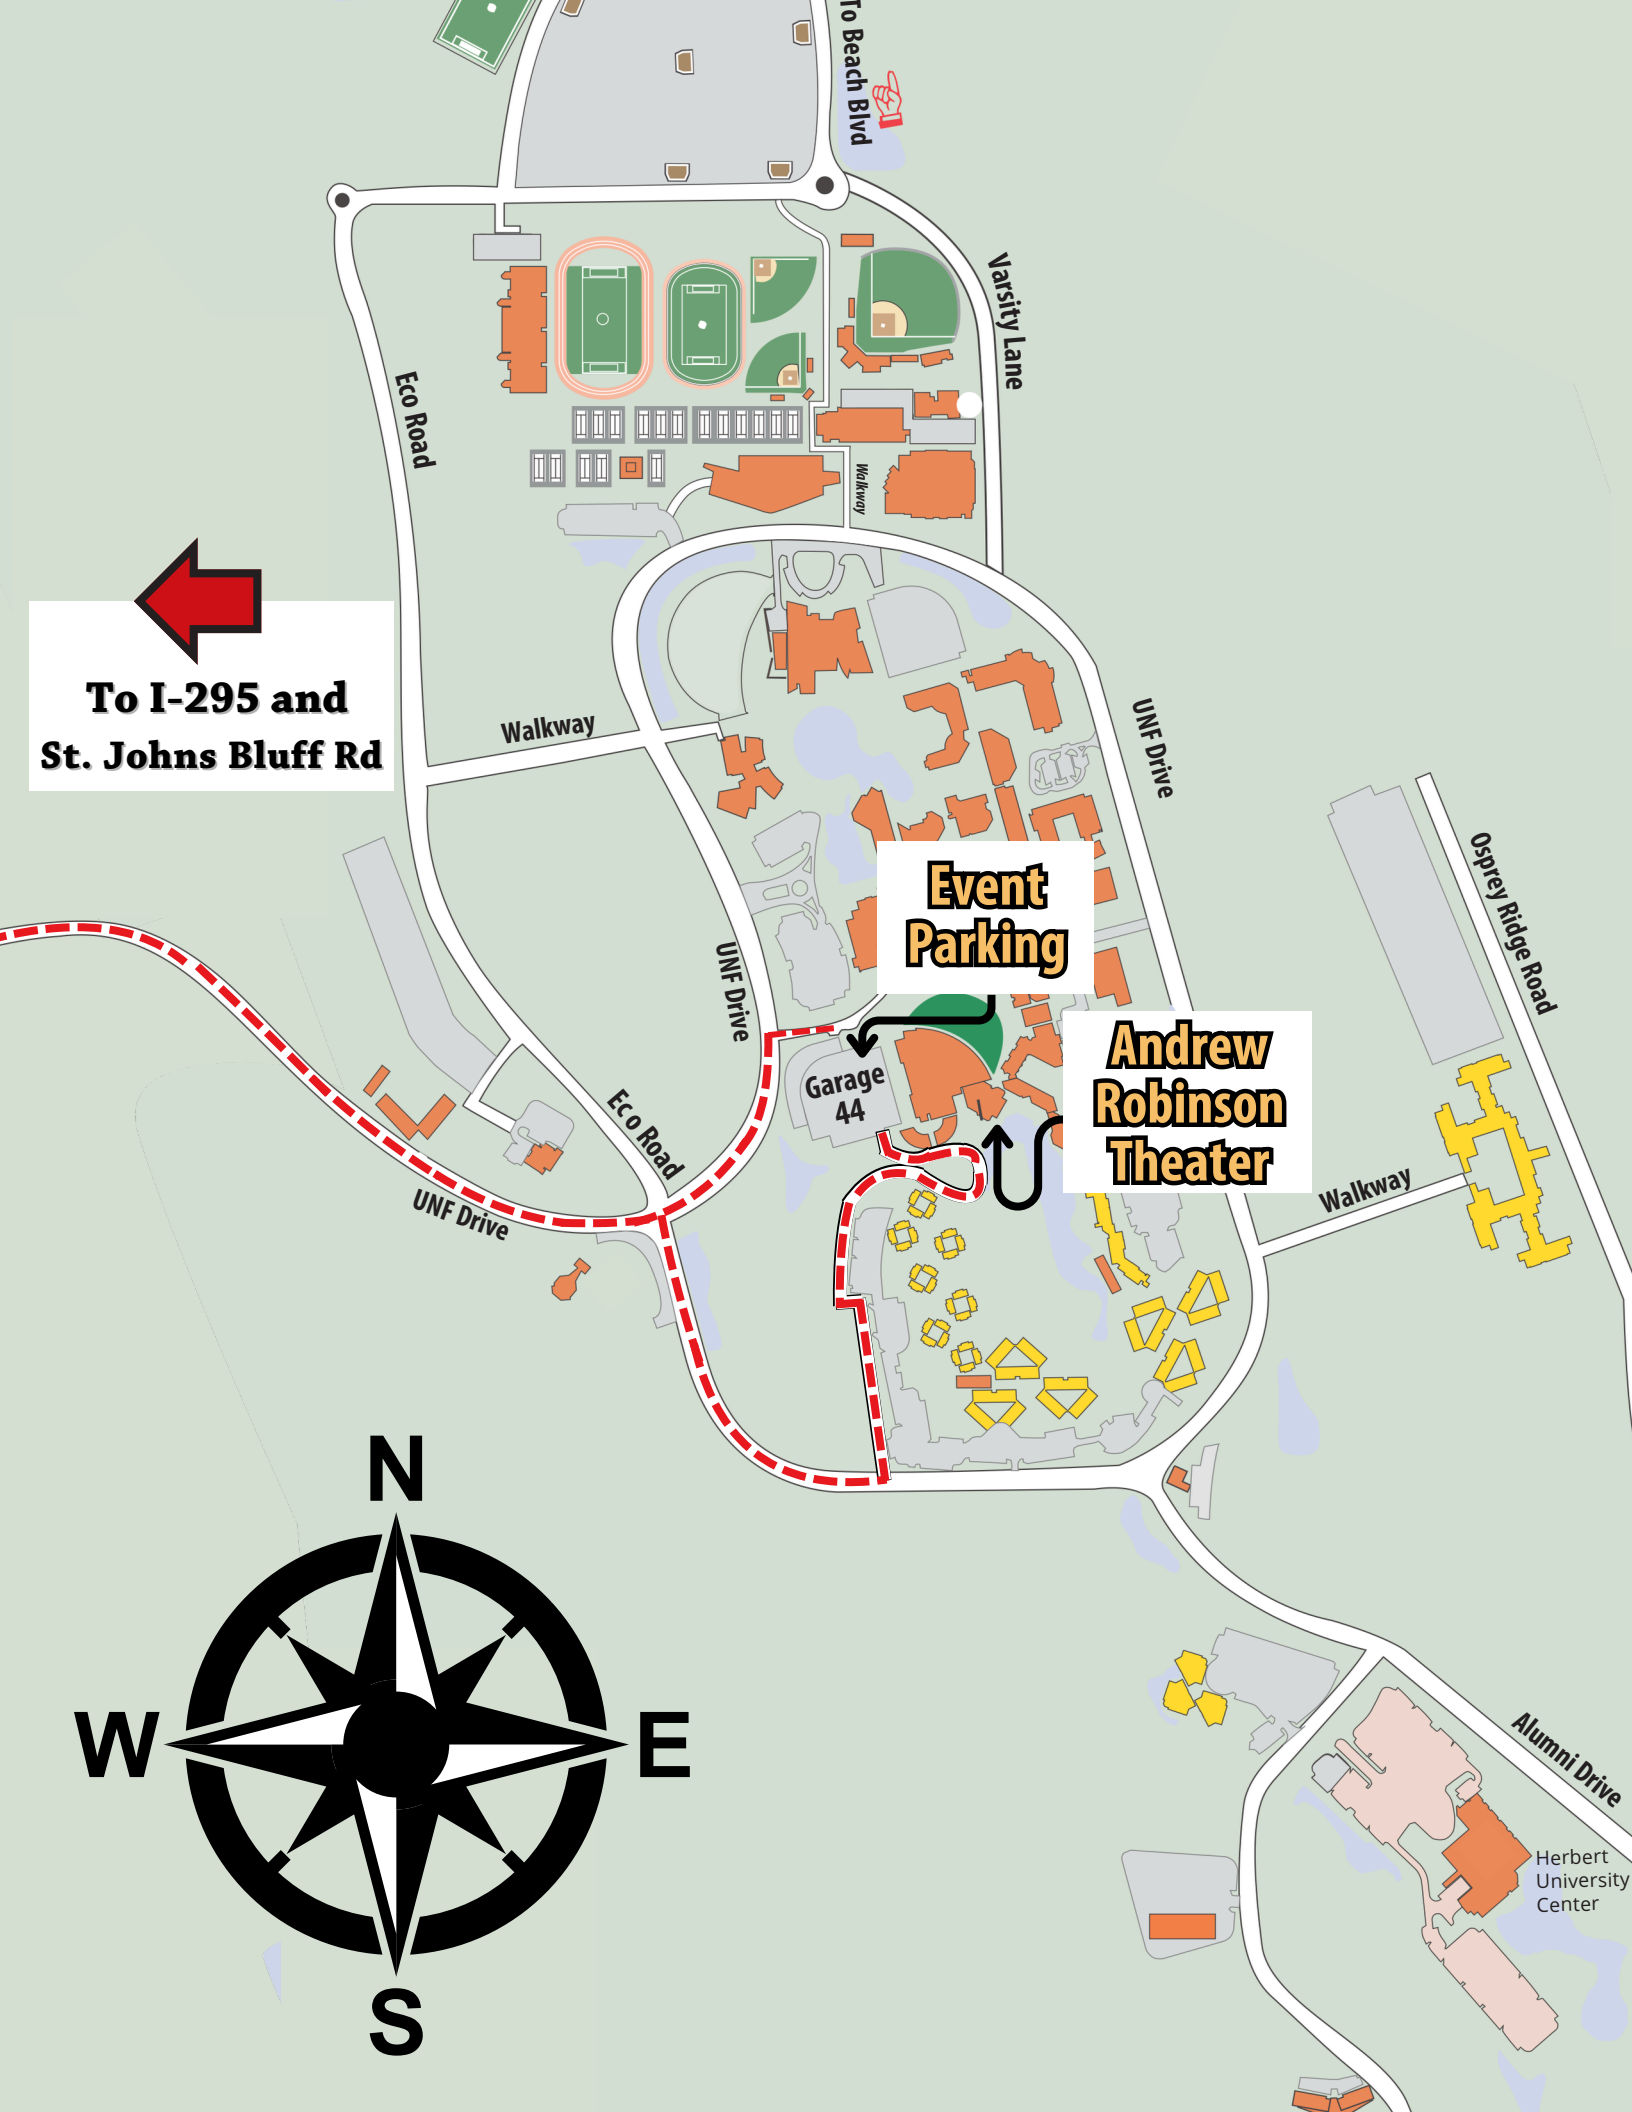 To Beach Blvd
Varsity Lane
Eco Road
Walkway
To I-295 and
St. Johns Bluff Rd
Walkway
UNF Drive
Osprey Ridge Road
Event
Parking
UNF Drive
Andrew
Robinson
Theater
Garage
44
Eco Road
UNF Drive
Walkway
N
W
E
S
Alumni Drive
Herbert
University
Center